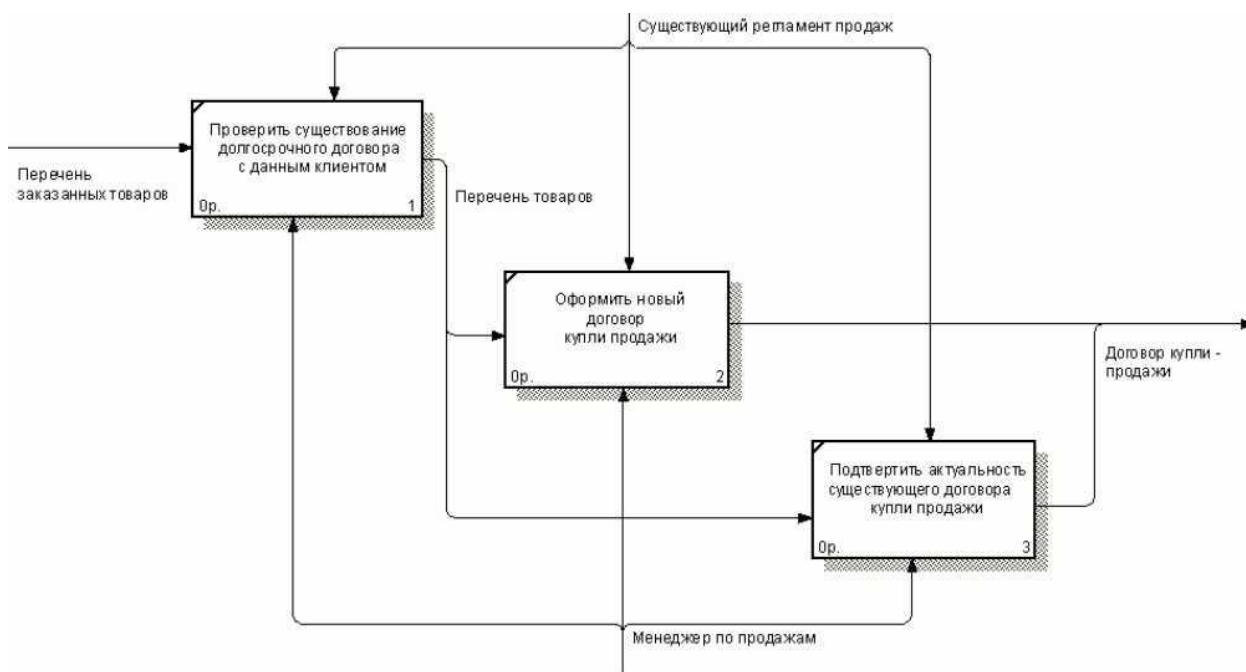 Существующий регламент продаж
Проверить существование
долгосрочного договора
с данным клиентом
0р.
1
Перечень
заказанных товаров
Перечень товаров
Оформить новый
договор
купли продажи
0р.
2
Договор купли -
продажи
Подтвертить актуальность
существующего договора
купли продажи
0р.
3
Менеджер по продажам